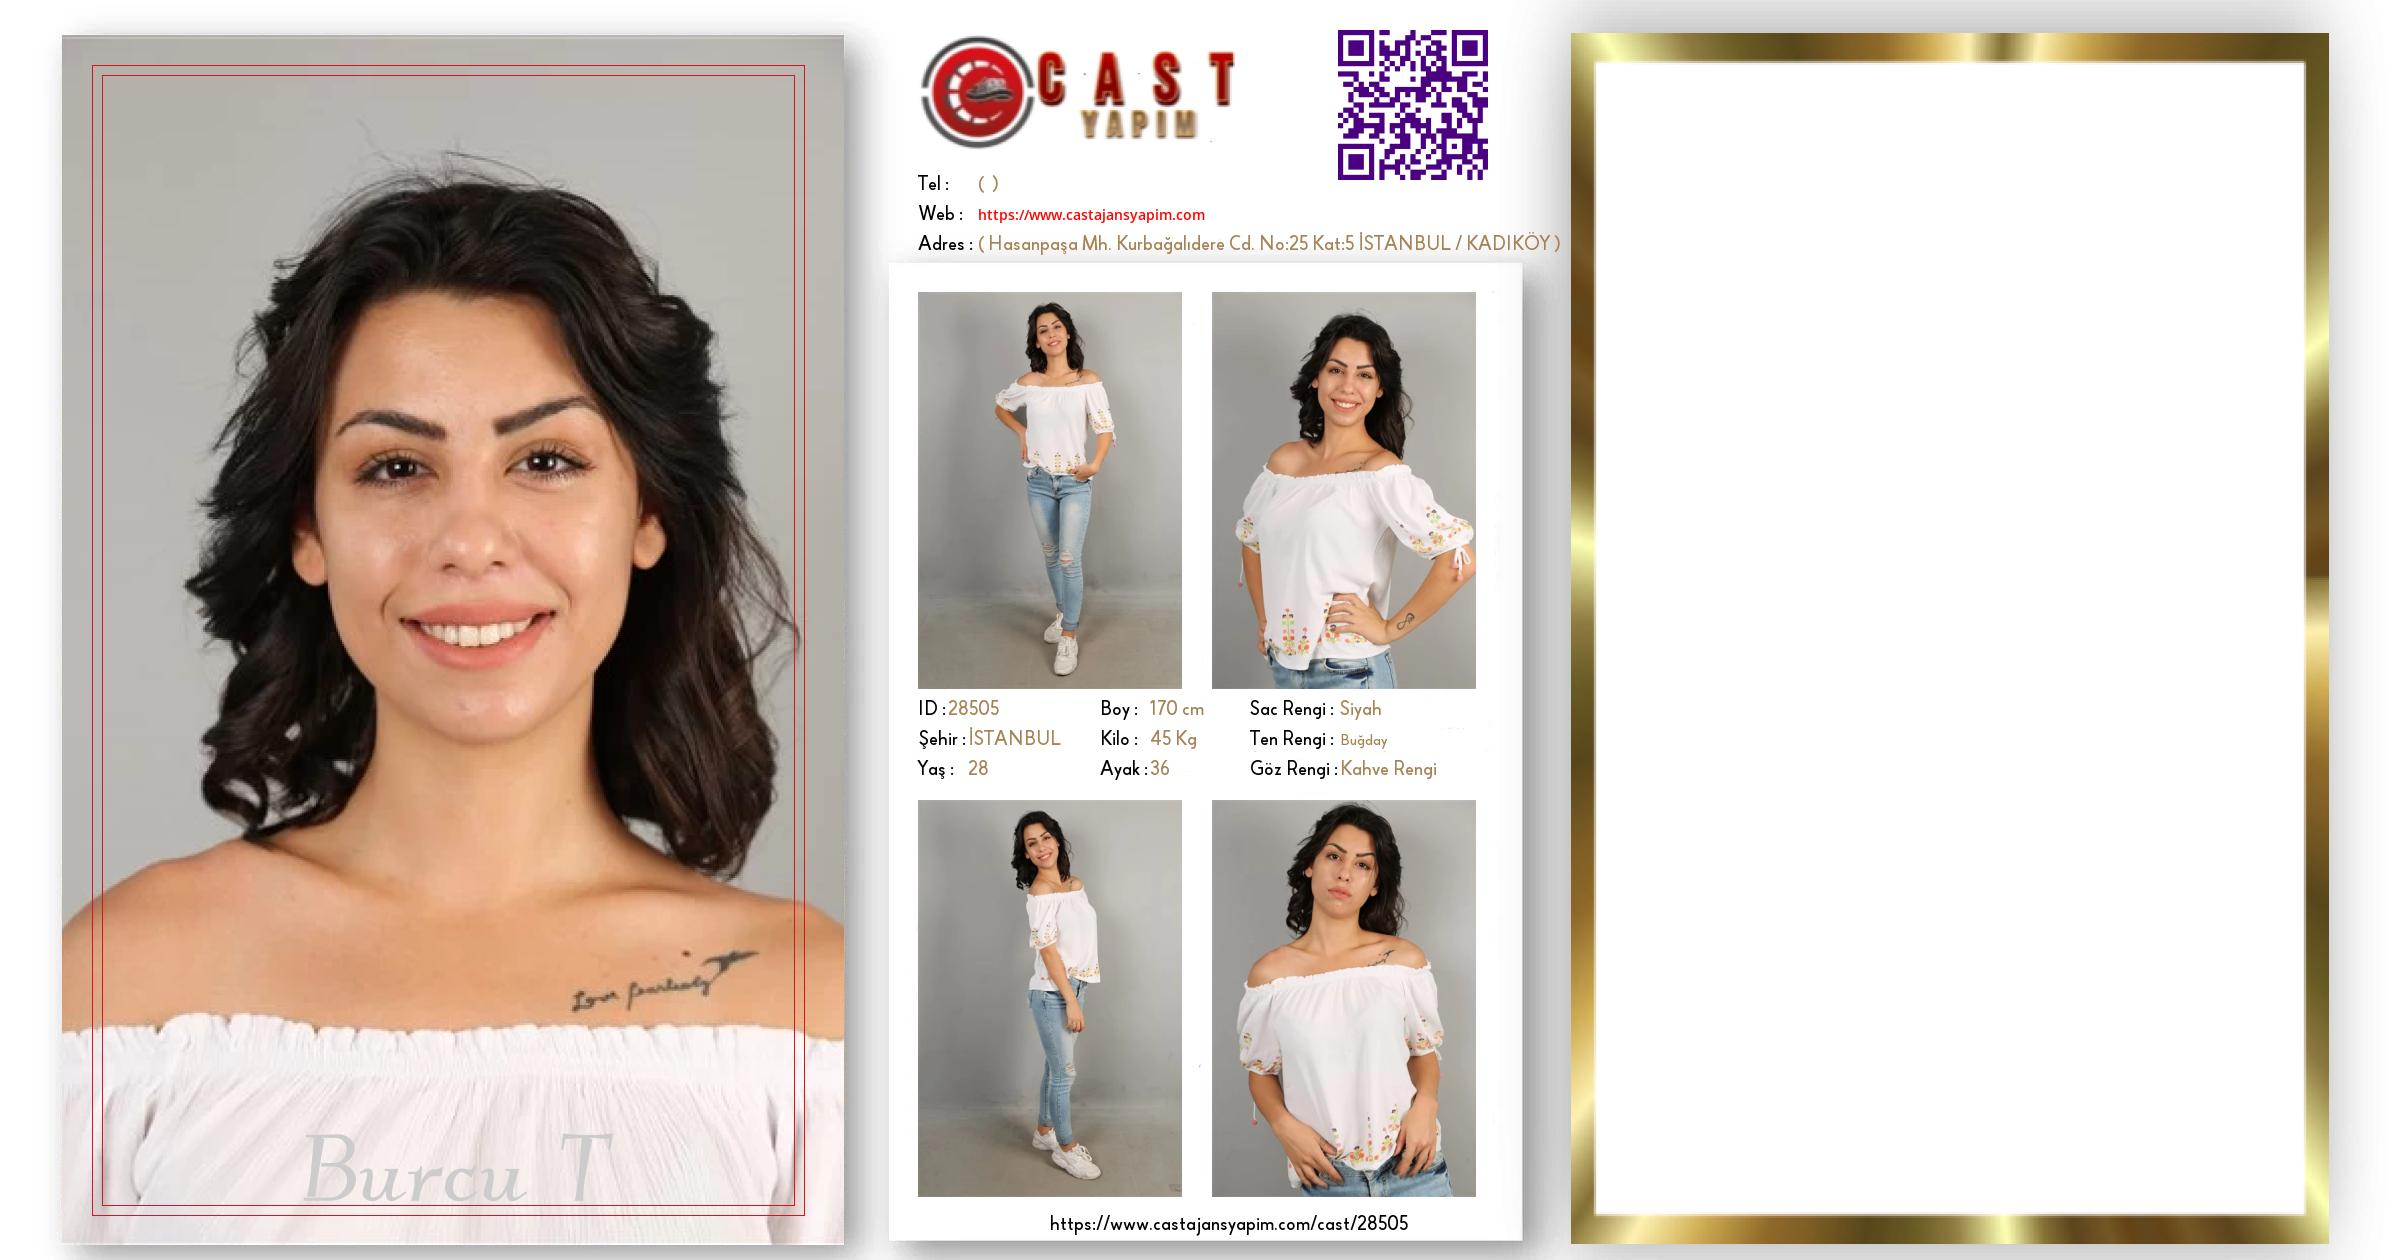 CAST
YAPIM
Tel : ( )
Web : https://www.castajansyapim.com
Adres : ( Hasanpaşa Mh. Kurbağalıdere Cd. No:25 Kat:5 İSTANBUL / KADIKÖY )
Love fearlessly
Burcu T
ID : 28505 Boy : 170 cm Sac Rengi : Siyah
Şehir : İSTANBUL Kilo : 45 Kg Ten Rengi : Buğday
Yaş : 28 Ayak : 36 Göz Rengi : Kahve Rengi
https://www.castajansyapim.com/cast/28505